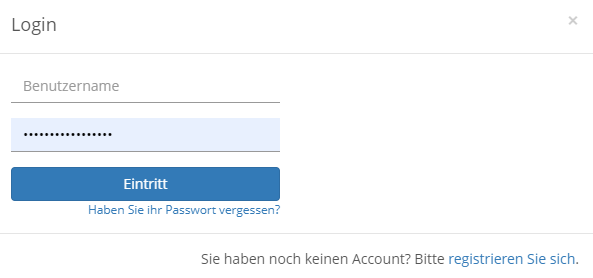 Login
×
Benutzername
•••••••••••••••••
Eintritt
Haben Sie ihr Passwort vergessen?
Sie haben noch keinen Account? Bitte registrieren Sie sich.